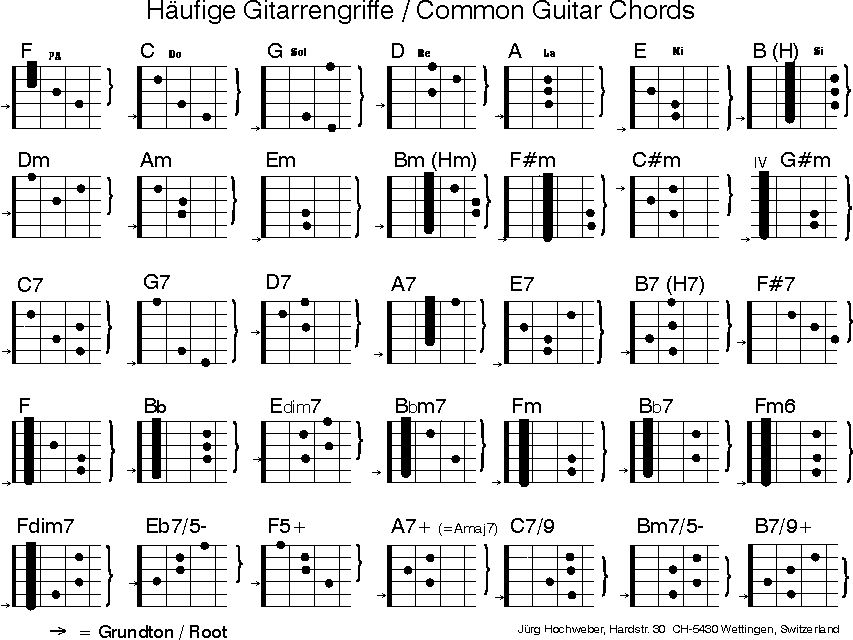 Häufige Gitarrengriffe / Common Guitar Chords
F FA C Do G Sol D Re A La E Mi B (H) Si
Dm Am Em Bm (Hm) F#m C#m IV G#m
C7 G7 D7 A7 E7 B7 (H7) F#7
F Bb Edim7 Bbm7 Fm Bb7 Fm6
Fdim7 Eb7/5- F5+ A7+ (=Amaj7) C7/9 Bm7/5- B7/9+
→ = Grundton / Root
Jürg Hochweber, Hardstr. 30 CH-5430 Wettingen, Switzerland